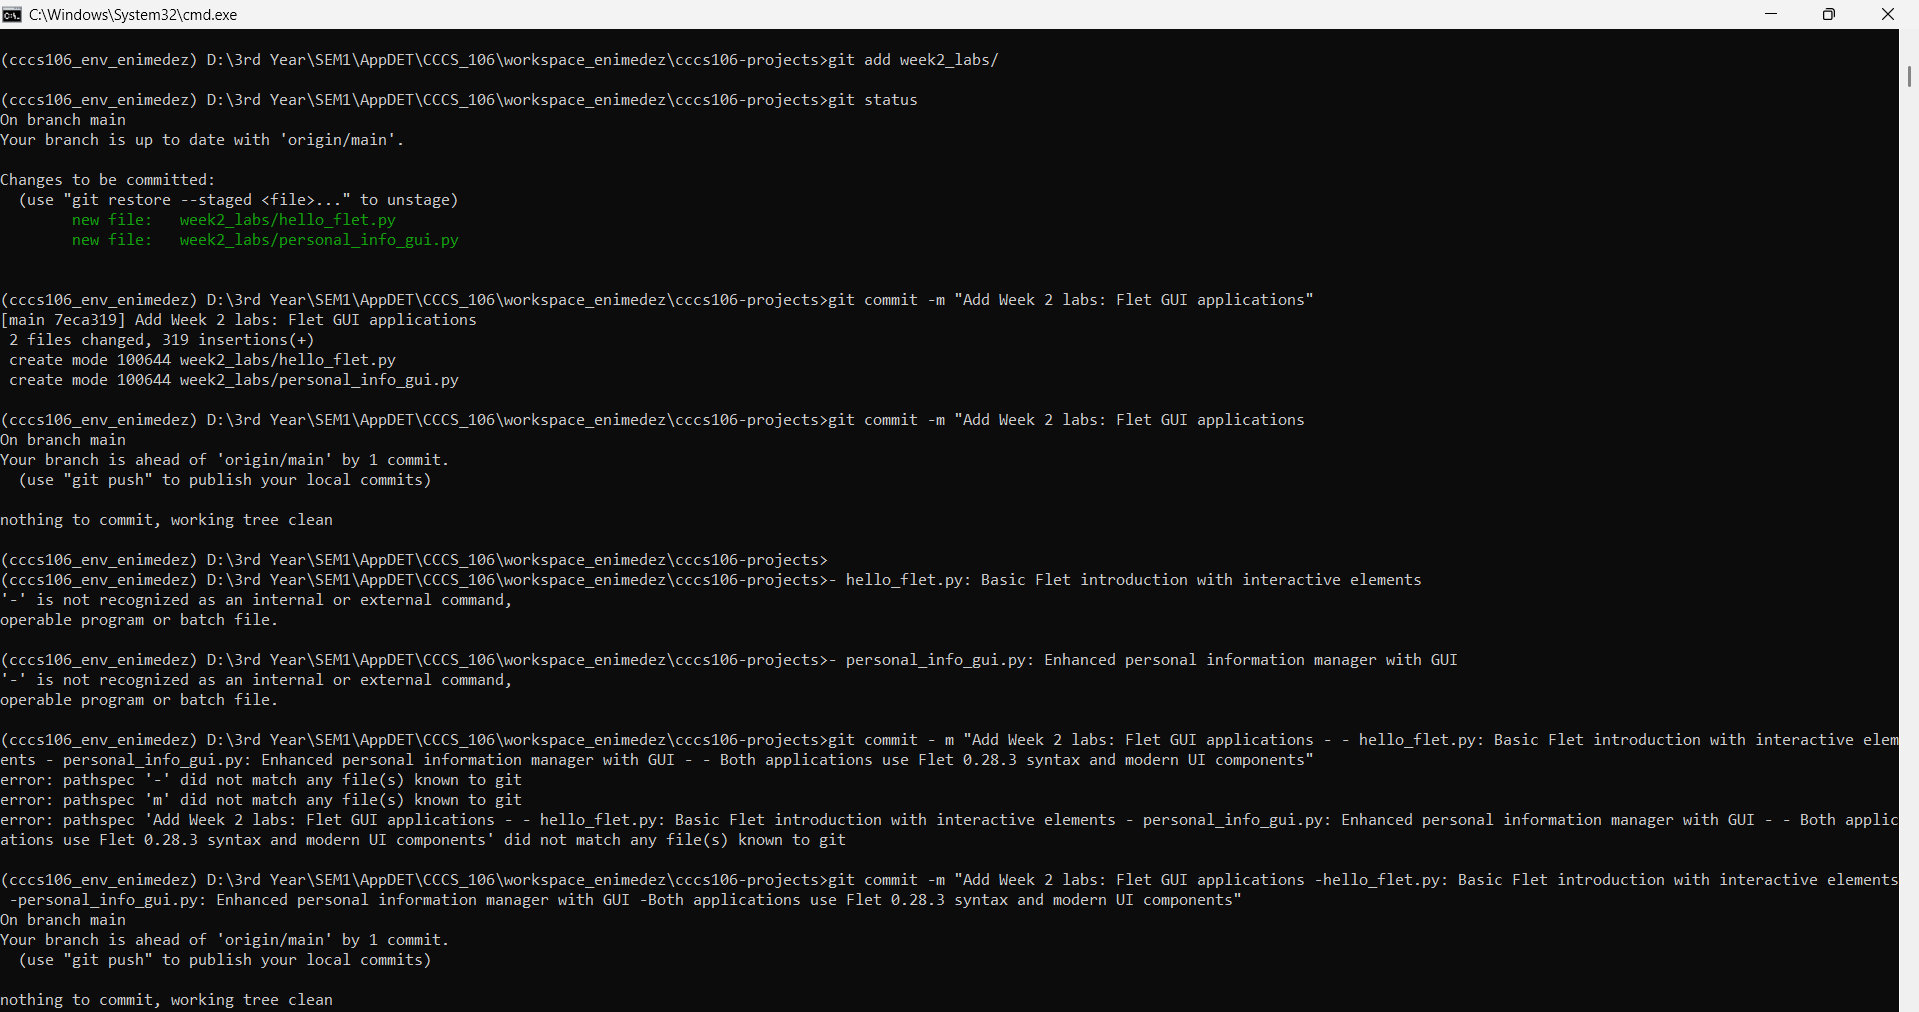 C:\Windows\System32\cmd.exe
(cccs106_env_enimedez) D:\3rd Year\SEM1\AppDET\CCCS_106\workspace_enimedez\cccs106-projects>git add week2_labs/
(cccs106_env_enimedez) D:\3rd Year\SEM1\AppDET\CCCS_106\workspace_enimedez\cccs106-projects>git status
On branch main
Your branch is up to date with 'origin/main'.
Changes to be committed:
  (use "git restore --staged <file>..." to unstage)
        new file:   week2_labs/hello_flet.py
        new file:   week2_labs/personal_info_gui.py
(cccs106_env_enimedez) D:\3rd Year\SEM1\AppDET\CCCS_106\workspace_enimedez\cccs106-projects>git commit -m "Add Week 2 labs: Flet GUI applications"
[main 7eca319] Add Week 2 labs: Flet GUI applications
 2 files changed, 319 insertions(+)
 create mode 100644 week2_labs/hello_flet.py
 create mode 100644 week2_labs/personal_info_gui.py
(cccs106_env_enimedez) D:\3rd Year\SEM1\AppDET\CCCS_106\workspace_enimedez\cccs106-projects>git commit -m "Add Week 2 labs: Flet GUI applications
On branch main
Your branch is ahead of 'origin/main' by 1 commit.
  (use "git push" to publish your local commits)
nothing to commit, working tree clean
(cccs106_env_enimedez) D:\3rd Year\SEM1\AppDET\CCCS_106\workspace_enimedez\cccs106-projects>
(cccs106_env_enimedez) D:\3rd Year\SEM1\AppDET\CCCS_106\workspace_enimedez\cccs106-projects>- hello_flet.py: Basic Flet introduction with interactive elements
'-' is not recognized as an internal or external command,
operable program or batch file.
(cccs106_env_enimedez) D:\3rd Year\SEM1\AppDET\CCCS_106\workspace_enimedez\cccs106-projects>- personal_info_gui.py: Enhanced personal information manager with GUI
'-' is not recognized as an internal or external command,
operable program or batch file.
(cccs106_env_enimedez) D:\3rd Year\SEM1\AppDET\CCCS_106\workspace_enimedez\cccs106-projects>git commit - m "Add Week 2 labs: Flet GUI applications - - hello_flet.py: Basic Flet introduction with interactive elem
ents - personal_info_gui.py: Enhanced personal information manager with GUI - - Both applications use Flet 0.28.3 syntax and modern UI components"
error: pathspec '-' did not match any file(s) known to git
error: pathspec 'm' did not match any file(s) known to git
error: pathspec 'Add Week 2 labs: Flet GUI applications - - hello_flet.py: Basic Flet introduction with interactive elements - personal_info_gui.py: Enhanced personal information manager with GUI - - Both applic
ations use Flet 0.28.3 syntax and modern UI components' did not match any file(s) known to git
(cccs106_env_enimedez) D:\3rd Year\SEM1\AppDET\CCCS_106\workspace_enimedez\cccs106-projects>git commit -m "Add Week 2 labs: Flet GUI applications -hello_flet.py: Basic Flet introduction with interactive elements
 -personal_info_gui.py: Enhanced personal information manager with GUI -Both applications use Flet 0.28.3 syntax and modern UI components"
On branch main
Your branch is ahead of 'origin/main' by 1 commit.
  (use "git push" to publish your local commits)
nothing to commit, working tree clean